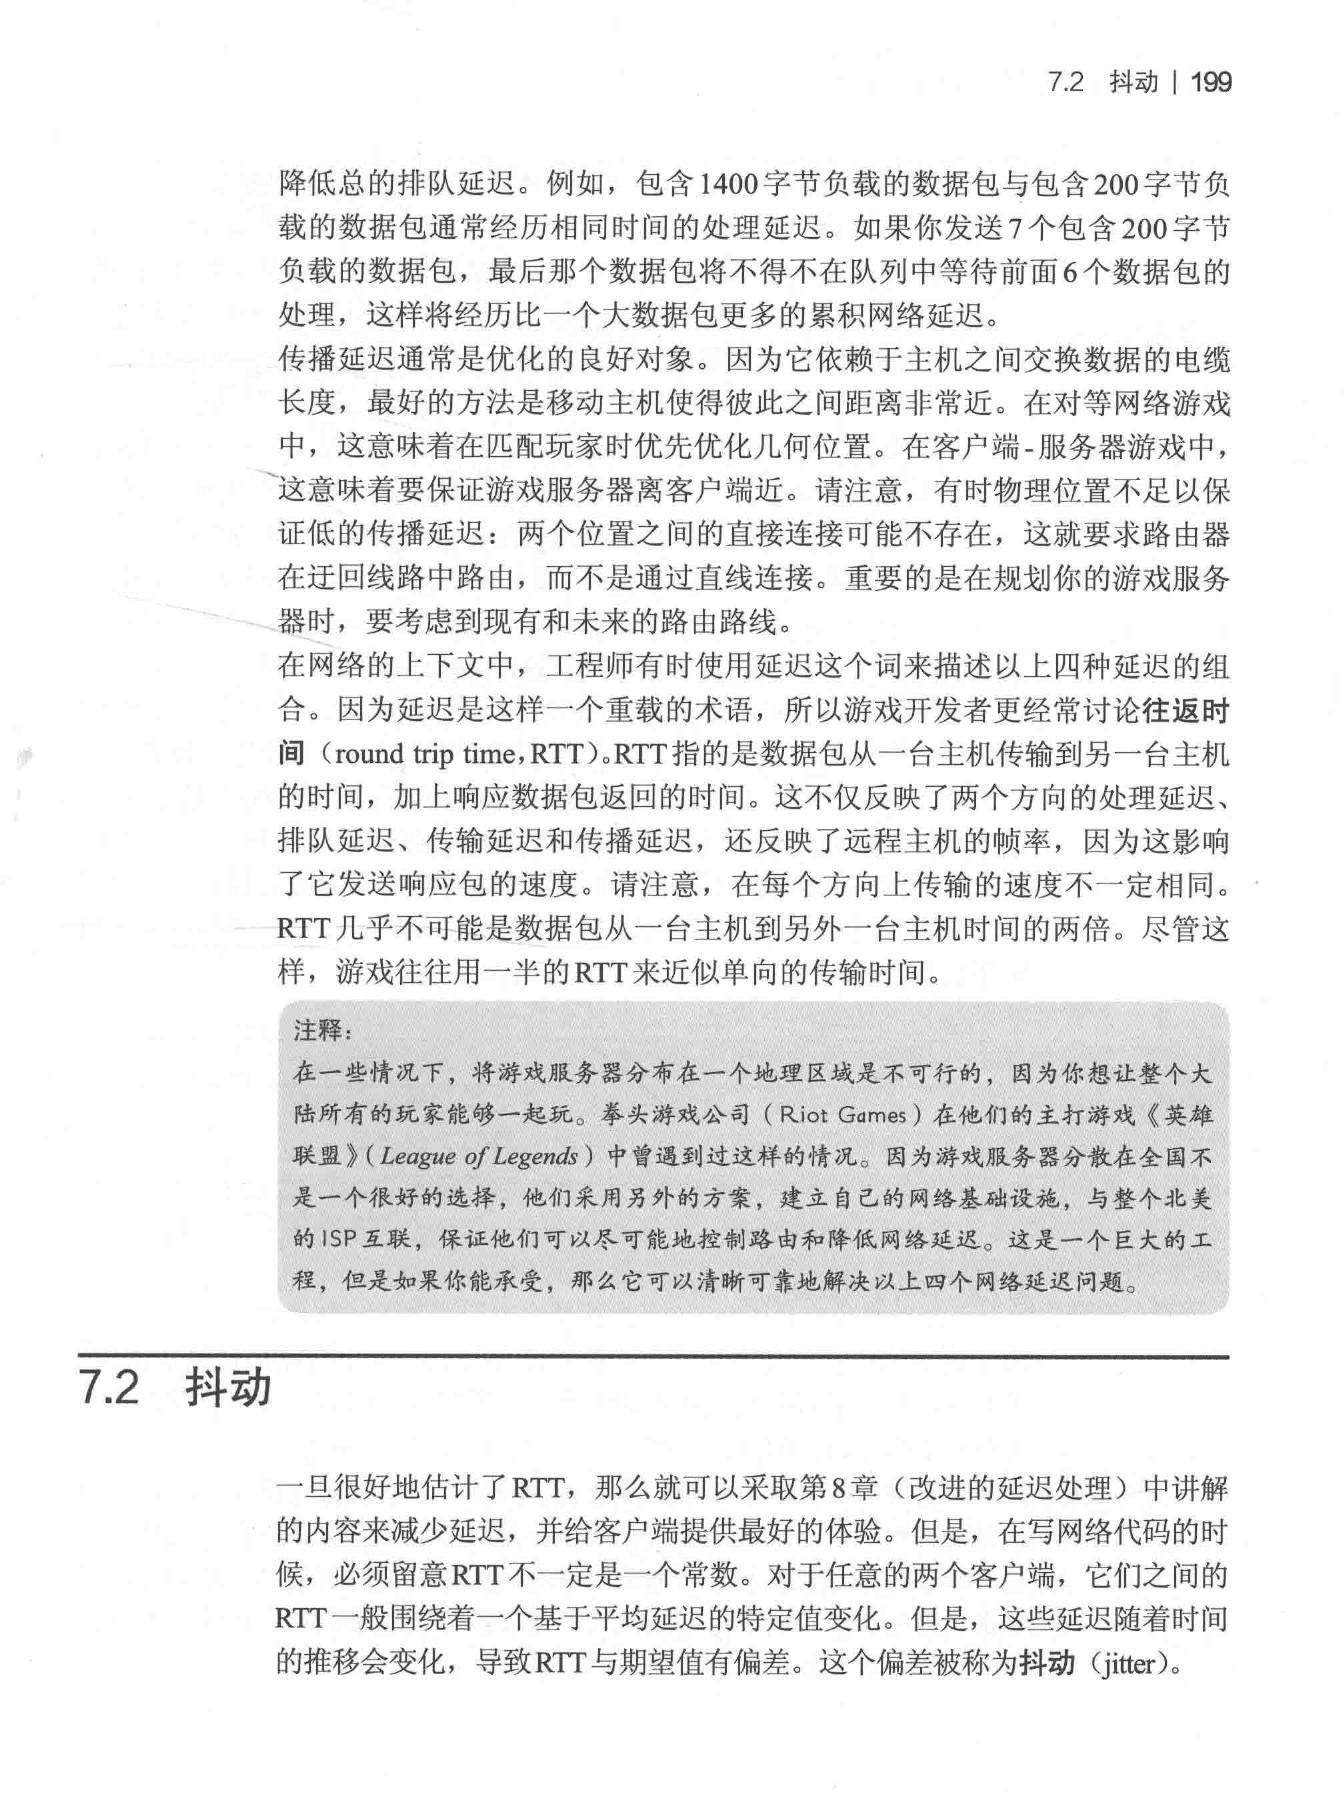 7.2 抖动 | 199
降低总的排队延迟。例如，包含1400字节负载的数据包与包含200字节负
载的数据包通常经历相同时间的处理延迟。如果你发送7个包含200字节
负载的数据包，最后那个数据包将不得不在队列中等待前面6个数据包的
处理，这样将经历比一个大数据包更多的累积网络延迟。
传播延迟通常是优化的良好对象。因为它依赖于主机之间交换数据的电缆
长度，最好的方法是移动主机使得彼此之间距离非常近。在对等网络游戏
中，这意味着在匹配玩家时优先优化几何位置。在客户端-服务器游戏中，
这意味着要保证游戏服务器离客户端近。请注意，有时物理位置不足以保
证低的传播延迟：两个位置之间的直接连接可能不存在，这就要求路由器
在迂回线路中路由，而不是通过直线连接。重要的是在规划你的游戏服务
器时，要考虑到现有和未来的路由路线。
在网络的上下文中，工程师有时使用延迟这个词来描述以上四种延迟的组
合。因为延迟是这样一个重载的术语，所以游戏开发者更经常讨论往返时
间（round trip time，RTT）。RTT指的是数据包从一台主机传输到另一台主机
的时间，加上响应数据包返回的时间。这不仅反映了两个方向的处理延迟、
排队延迟、传输延迟和传播延迟，还反映了远程主机的帧率，因为这影响
了它发送响应包的速度。请注意，在每个方向上传输的速度不一定相同。
RTT几乎不可能是数据包从一台主机到另外一台主机时间的两倍。尽管这
样，游戏往往用一半的RTT来近似单向的传输时间。
注释：
在一些情况下，将游戏服务器分布在一个地理区域是不可行的，因为你想让整个大
陆所有的玩家能够一起玩。拳头游戏公司（Riot Games）在他们的主打游戏《英雄
联盟》（League of Legends）中曾遇到过这样的情况。因为游戏服务器分散在全国不
是一个很好的选择，他们采用另外的方案，建立自己的网络基础设施，与整个北美
的ISP互联，保证他们可以尽可能地控制路由和降低网络延迟。这是一个巨大的工
程，但是如果你能承受，那么它可以清晰可靠地解决以上四个网络延迟问题。
7.2 抖动
一旦很好地估计了RTT，那么就可以采取第8章（改进的延迟处理）中讲解
的内容来减少延迟，并给客户端提供最好的体验。但是，在写网络代码的时
候，必须留意RTT不一定是一个常数。对于任意的两个客户端，它们之间的
RTT一般围绕着一个基于平均延迟的特定值变化。但是，这些延迟随着时间
的推移会变化，导致RTT与期望值有偏差。这个偏差被称为抖动（jitter）。